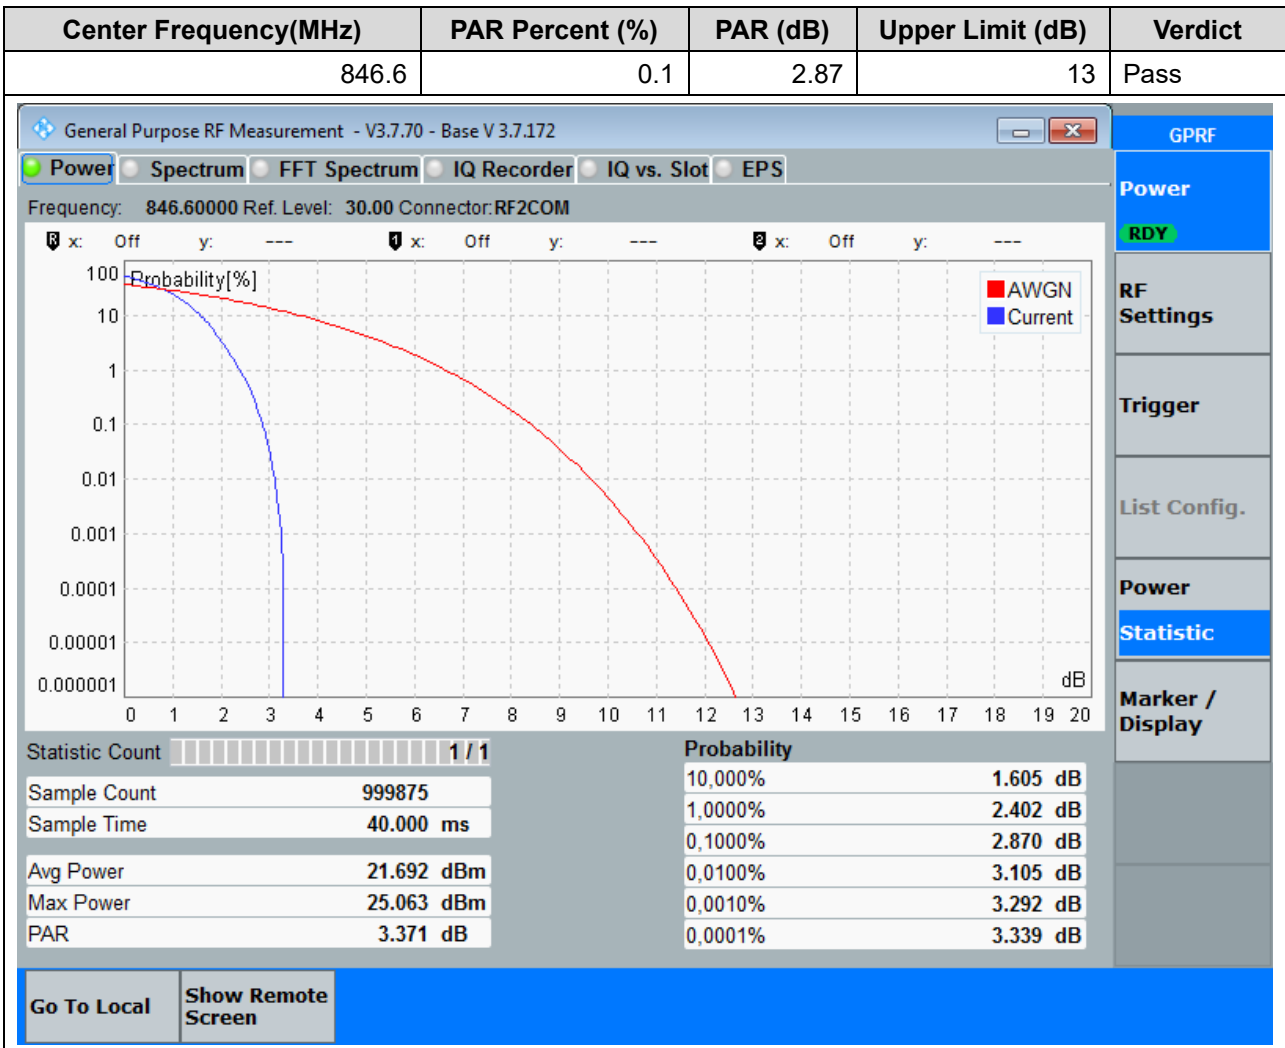 Center Frequency(MHz) PAR Percent (%) PAR (dB) Upper Limit (dB) Verdict
846.6 0.1 2.87 13 Pass
General Purpose RF Measurement - V3.7.70 - Base V 3.7.172
GPRF
Power Spectrum FFT Spectrum IQ Recorder IQ vs. Slot EPS
Power
RDY
Frequency: 846.60000 Ref. Level: 30.00 Connector: RF2COM
R x: Off y: --- 1 x: Off y: --- 2 x: Off y: ---
Probability[%]
100
10
1
0.1
0.01
0.001
0.0001
0.00001
0.000001
AWGN
Current
dB
0 1 2 3 4 5 6 7 8 9 10 11 12 13 14 15 16 17 18 19 20
RF
Settings
Trigger
List Config.
Power
Statistic
Marker /
Display
Statistic Count 1 / 1
Sample Count 999875
Sample Time 40.000 ms
Avg Power 21.692 dBm
Max Power 25.063 dBm
PAR 3.371 dB
Probability
10,000% 1.605 dB
1,0000% 2.402 dB
0,1000% 2.870 dB
0,0100% 3.105 dB
0,0010% 3.292 dB
0,0001% 3.339 dB
Go To Local
Show Remote
Screen